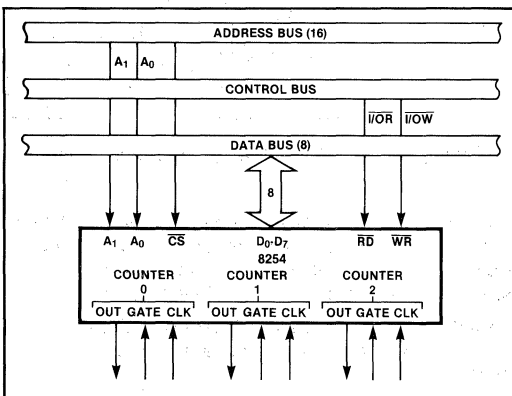 ADDRESS BUS (16)
A1 A0
CONTROL BUS
I/OR I/OW
DATA BUS (8)
8
A1 A0 CS D0-D7 RD WR
8254
COUNTER COUNTER COUNTER
0 1 2
OUT GATE CLK OUT GATE CLK OUT GATE CLK